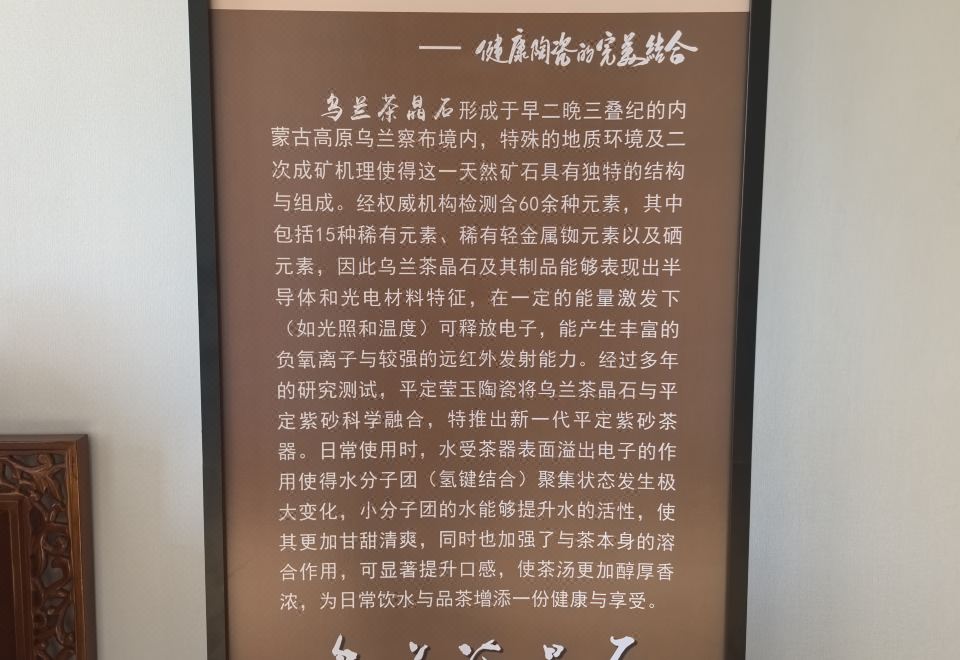 —— 健康陶瓷的完美结合
乌兰茶晶石形成于早二晚三叠纪的内
蒙古高原乌兰察布境内，特殊的地质环境及二
次成矿机理使得这一天然矿石具有独特的结构
与组成。经权威机构检测含60余种元素，其中
包括15种稀有元素、稀有轻金属铷元素以及硒
元素，因此乌兰茶晶石及其制品能够表现出半
导体和光电材料特征，在一定的能量激发下
（如光照和温度）可释放电子，能产生丰富的
负氧离子与较强的远红外发射能力。经过多年
的研究测试，平定莹玉陶瓷将乌兰茶晶石与平
定紫砂科学融合，特推出新一代平定紫砂茶
器。日常使用时，水受茶器表面溢出电子的作
用使得水分子团（氢键结合）聚集状态发生极
大变化，小分子团的水能够提升水的活性，使
其更加甘甜清爽，同时也加强了与茶本身的溶
合作用，可显著提升口感，使茶汤更加醇厚香
浓，为日常饮水与品茶增添一份健康与享受。